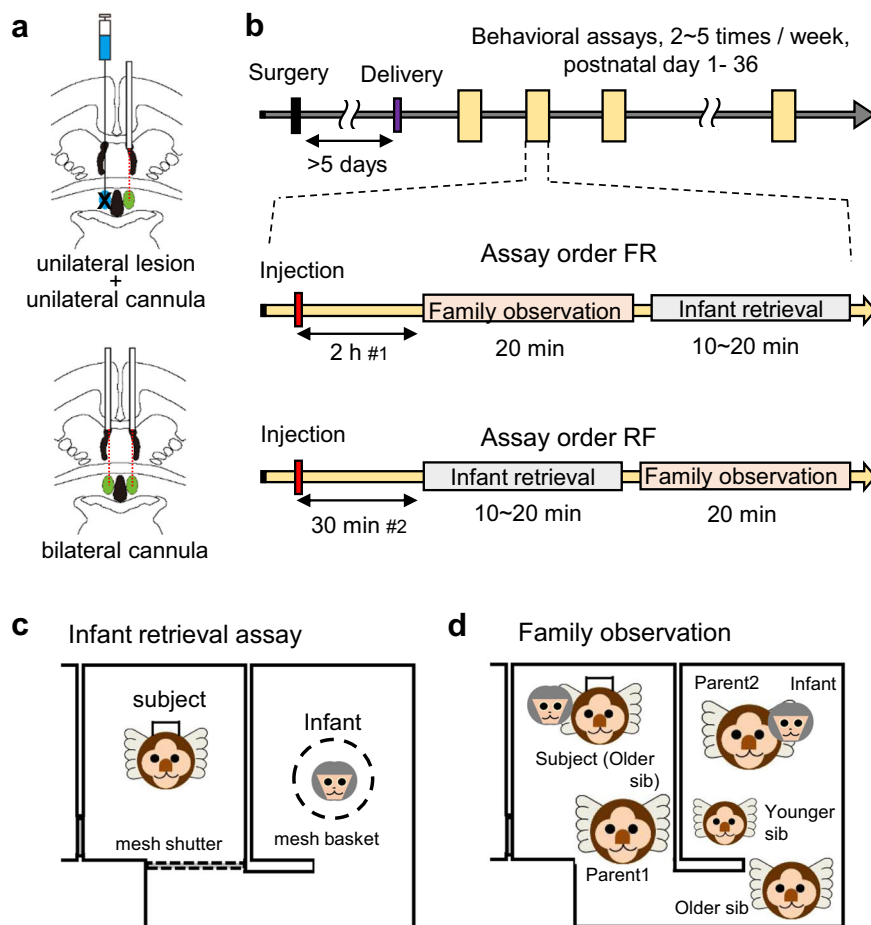 a
unilateral lesion
+
unilateral cannula
bilateral cannula
b
Behavioral assays, 2~5 times / week,
postnatal day 1- 36
Surgery
Delivery
>5 days
Assay order FR
Injection
Family observation
Infant retrieval
2 h #1
20 min
10~20 min
Assay order RF
Injection
Infant retrieval
Family observation
30 min #2
10~20 min
20 min
c
Infant retrieval assay
subject
Infant
mesh shutter
mesh basket
d
Family observation
Parent2
Infant
Subject (Older
sib)
Younger
sib
Parent1
Older sib